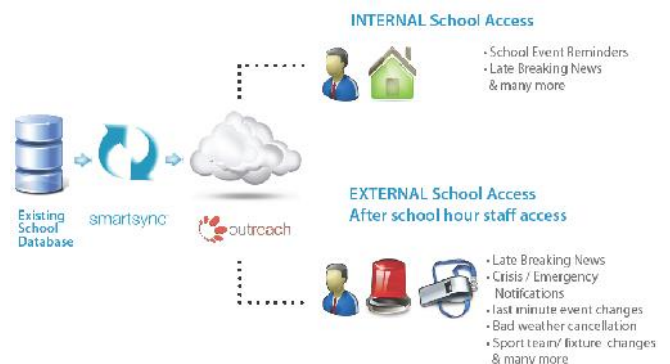 INTERNAL School Access
• School Event Reminders
• Late Breaking News
& many more
Existing
School
Database
smartsync
outreach
EXTERNAL School Access
After school hour staff access
• Late Breaking News
• Crisis / Emergency
Notifcations
• last minute event changes
• Bad weather cancellation
• Sport team/ fixture changes
& many more